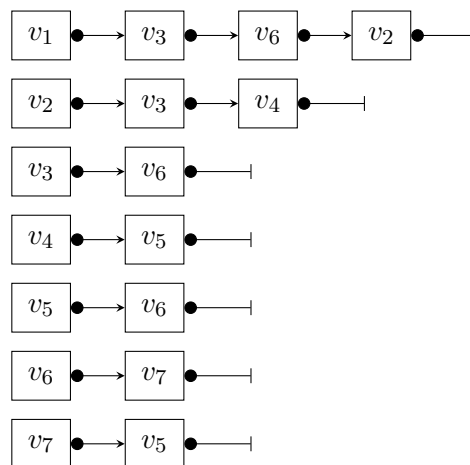 v₁ v₃ v₆ v₂
v₂ v₃ v₄
v₃ v₆
v₄ v₅
v₅ v₆
v₆ v₇
v₇ v₅